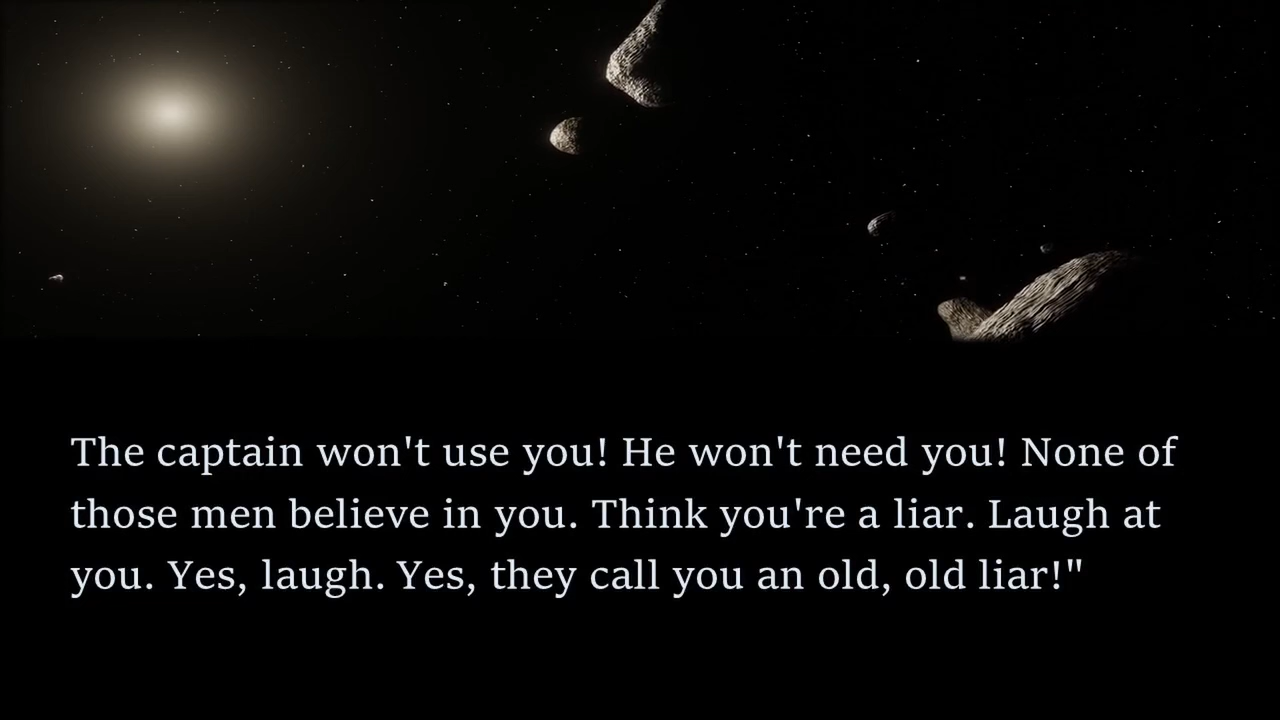 The captain won't use you! He won't need you! None of
those men believe in you. Think you're a liar. Laugh at
you. Yes, laugh. Yes, they call you an old, old liar!"